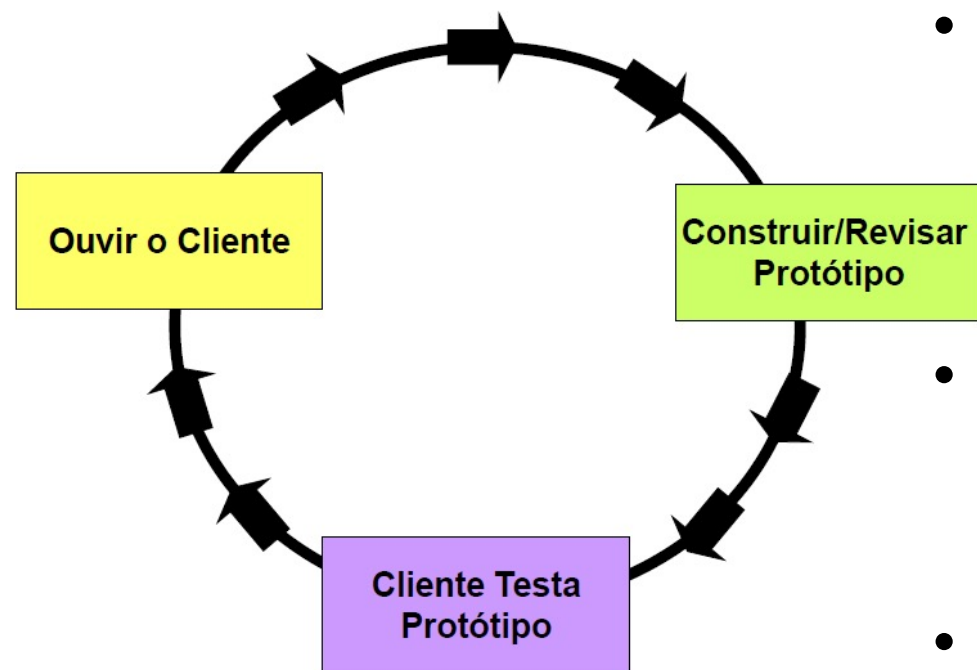 Ouvir o Cliente
Construir/Revisar
Protótipo
Cliente Testa
Protótipo